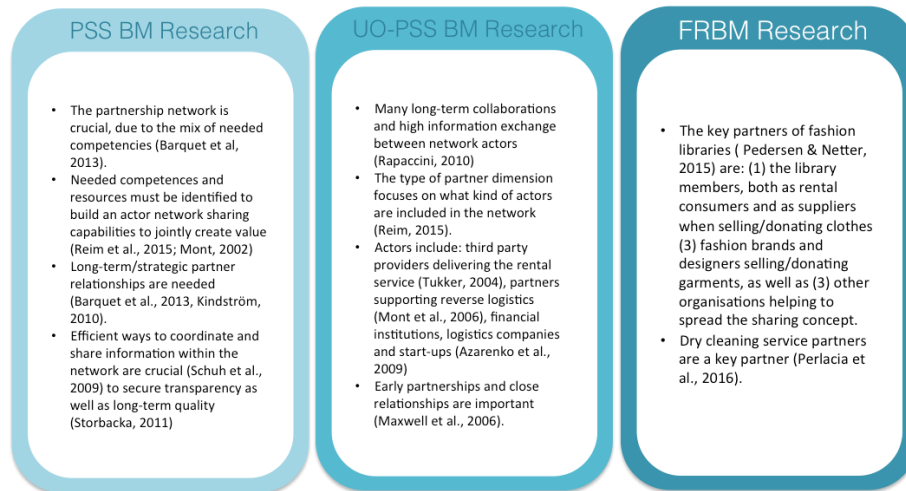 PSS BM Research
• The partnership network is
crucial, due to the mix of needed
competencies (Barquet et al,
2013).
• Needed competences and
resources must be identified to
build an actor network sharing
capabilities to jointly create value
(Reim et al., 2015; Mont, 2002)
• Long-term/strategic partner
relationships are needed
(Barquet et al., 2013, Kindström,
2010).
• Efficient ways to coordinate and
share information within the
network are crucial (Schuh et al.,
2009) to secure transparency as
well as long-term quality
(Storbacka, 2011)
UO-PSS BM Research
• Many long-term collaborations
and high information exchange
between network actors
(Rapaccini, 2010)
• The type of partner dimension
focuses on what kind of actors
are included in the network
(Reim, 2015).
• Actors include: third party
providers delivering the rental
service (Tukker, 2004), partners
supporting reverse logistics
(Mont et al., 2006), financial
institutions, logistics companies
and start-ups (Azarenko et al.,
2009)
• Early partnerships and close
relationships are important
(Maxwell et al., 2006).
FRBM Research
• The key partners of fashion
libraries ( Pedersen & Netter,
2015) are: (1) the library
members, both as rental
consumers and as suppliers
when selling/donating clothes
(3) fashion brands and
designers selling/donating
garments, as well as (3) other
organisations helping to
spread the sharing concept.
• Dry cleaning service partners
are a key partner (Perlacia et
al., 2016).